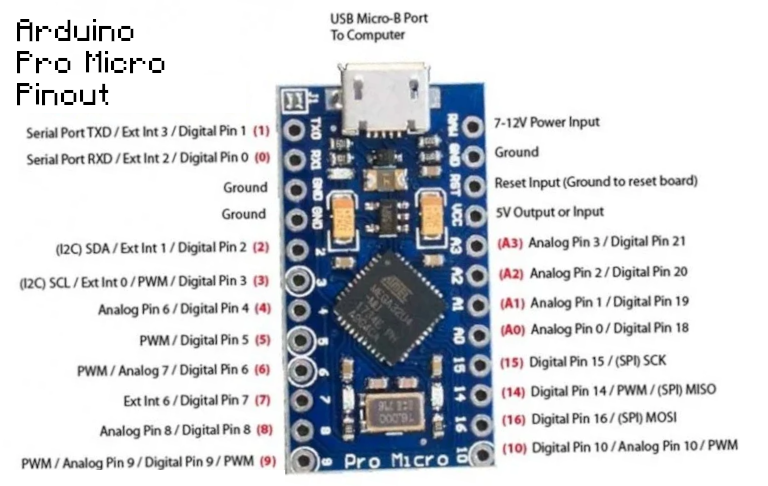 Arduino
Pro Micro
Pinout
USB Micro-B Port
To Computer
Serial Port TXD / Ext Int 3 / Digital Pin 1 (1)
Serial Port RXD / Ext Int 2 / Digital Pin 0 (0)
Ground
Ground
(I2C) SDA / Ext Int 1 / Digital Pin 2 (2)
(I2C) SCL / Ext Int 0 / PWM / Digital Pin 3 (3)
Analog Pin 6 / Digital Pin 4 (4)
PWM / Digital Pin 5 (5)
PWM / Analog 7 / Digital Pin 6 (6)
Ext Int 6 / Digital Pin 7 (7)
Analog Pin 8 / Digital Pin 8 (8)
PWM / Analog Pin 9 / Digital Pin 9 / PWM (9)
J1
TXO
RX1
GND
GND
2
3
4
5
6
7
8
9
ATMEL
MEGA32U4
16.000
Pro Micro
RAW
GND
RST
VCC
A3
A2
A1
A0
15
14
16
10
7-12V Power Input
Ground
Reset Input (Ground to reset board)
5V Output or Input
(A3) Analog Pin 3 / Digital Pin 21
(A2) Analog Pin 2 / Digital Pin 20
(A1) Analog Pin 1 / Digital Pin 19
(A0) Analog Pin 0 / Digital Pin 18
(15) Digital Pin 15 / (SPI) SCK
(14) Digital Pin 14 / PWM / (SPI) MISO
(16) Digital Pin 16 / (SPI) MOSI
(10) Digital Pin 10 / Analog Pin 10 / PWM